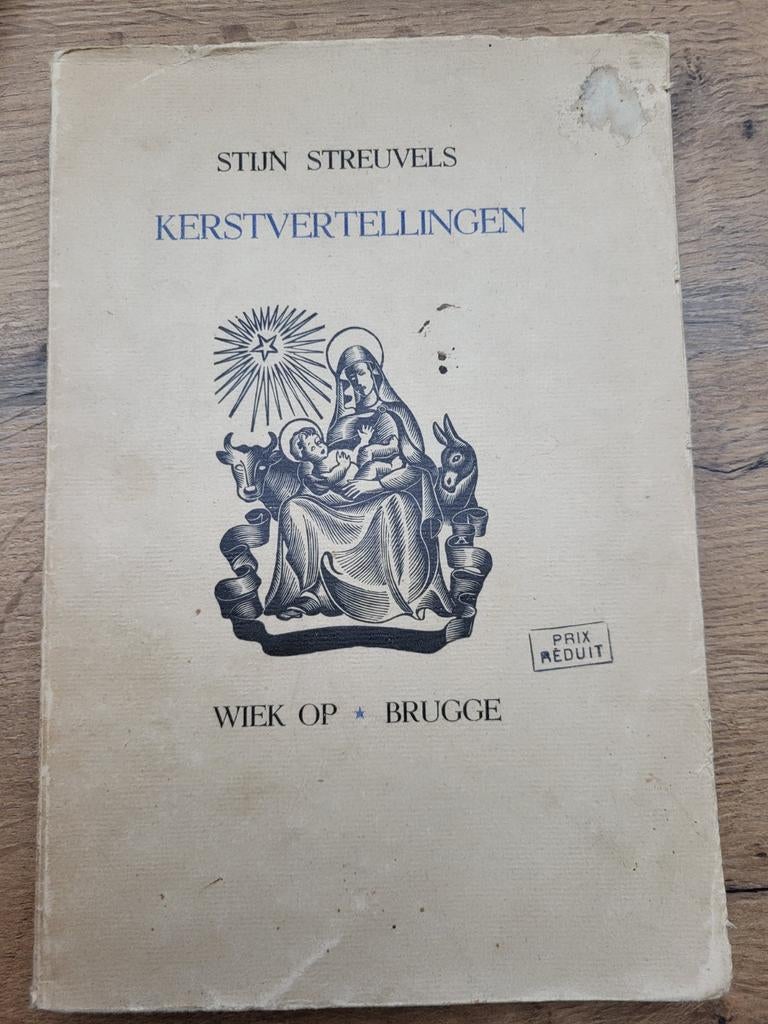 STIJN STREUVELS
KERSTVERTELLINGEN
PRIX
RÉDUIT
WIEK OP ★ BRUGGE